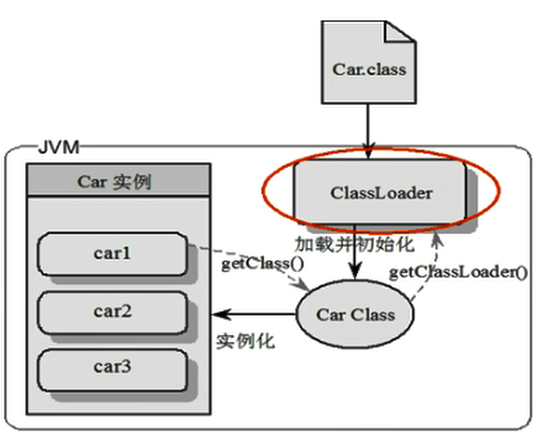 Car.class
JVM
Car 实例
ClassLoader
加载并初始化
car1
getClass()
getClassLoader()
car2
Car Class
实例化
car3